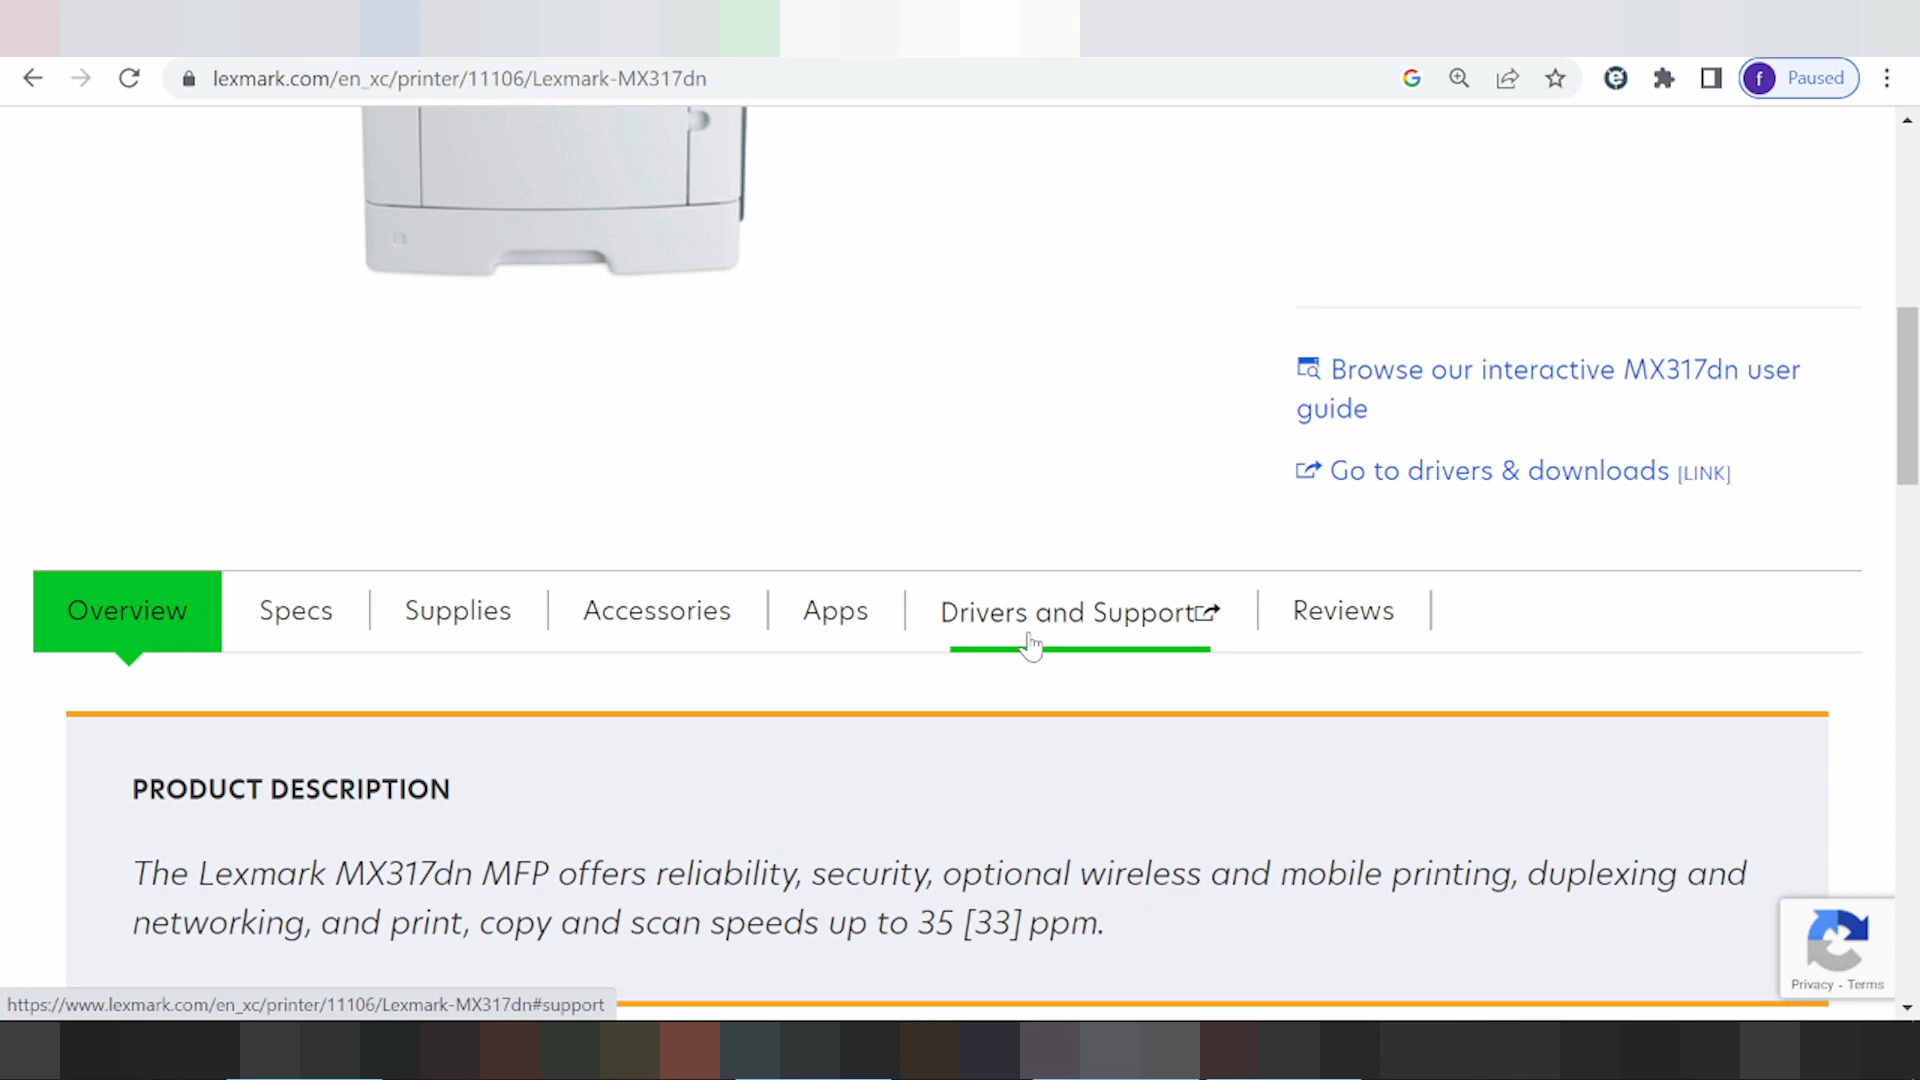 lexmark.com/en_xc/printer/11106/Lexmark-MX317dn
f Paused
Browse our interactive MX317dn user
guide
Go to drivers & downloads [LINK]
Overview Specs Supplies Accessories Apps Drivers and Support Reviews
PRODUCT DESCRIPTION
The Lexmark MX317dn MFP offers reliability, security, optional wireless and mobile printing, duplexing and
networking, and print, copy and scan speeds up to 35 [33] ppm.
Privacy - Terms
https://www.lexmark.com/en_xc/printer/11106/Lexmark-MX317dn#support